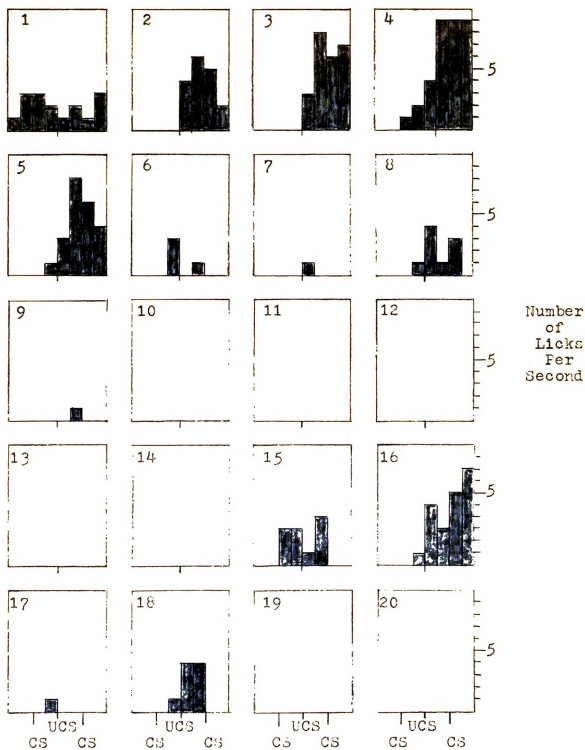 1 2 3 4
5
5 6 7 8
5
9 10 11 12
5
Number
of
Licks
Per
Second
13 14 15 16
5
17 18 19 20
5
UCS UCS UCS UCS
CS CS CS CS CS CS CS CS